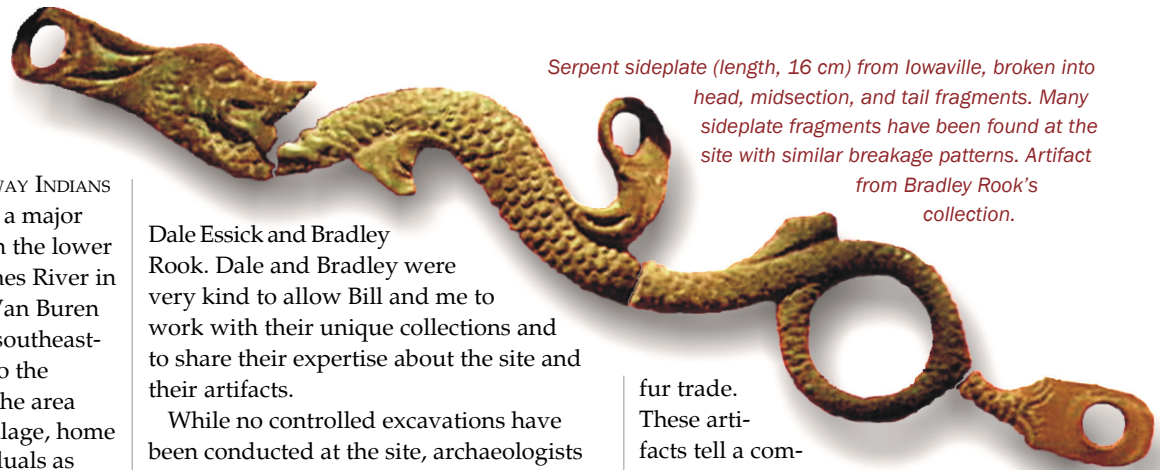 Serpent sideplate (length, 16 cm) from Iowaville, broken into
head, midsection, and tail fragments. Many
sideplate fragments have been found at the
site with similar breakage patterns. Artifact
from Bradley Rook's
collection.
INDIANS
a major
the lower
River in
Van Buren
southeast-
the
area
home
as
Dale Essick and Bradley
Rook. Dale and Bradley were
very kind to allow Bill and me to
work with their unique collections and
to share their expertise about the site and
their artifacts.
While no controlled excavations have
been conducted at the site, archaeologists
fur trade.
These arti-
facts tell a com-